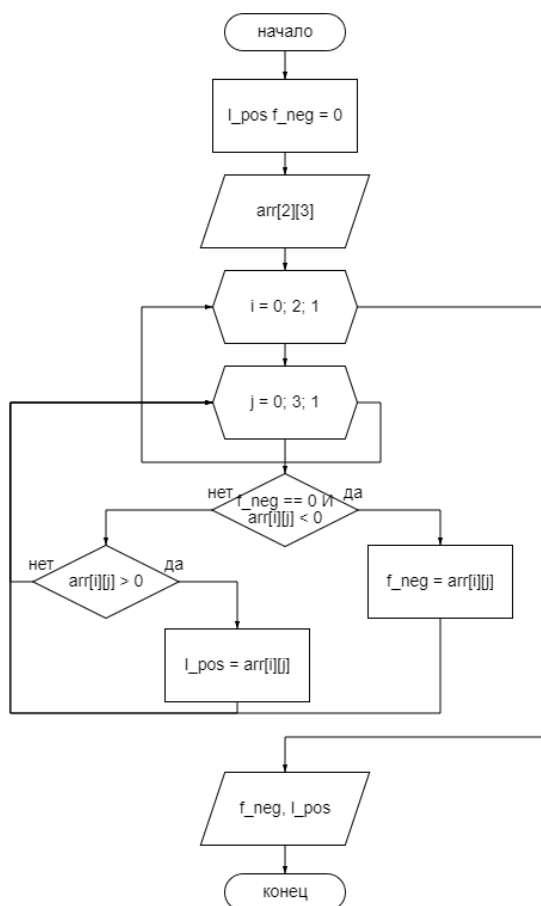 начало
l_pos f_neg = 0
arr[2][3]
i = 0; 2; 1
j = 0; 3; 1
нет
f_neg == 0 И
да
arr[i][j] < 0
нет
arr[i][j] > 0
да
f_neg = arr[i][j]
l_pos = arr[i][j]
f_neg, l_pos
конец